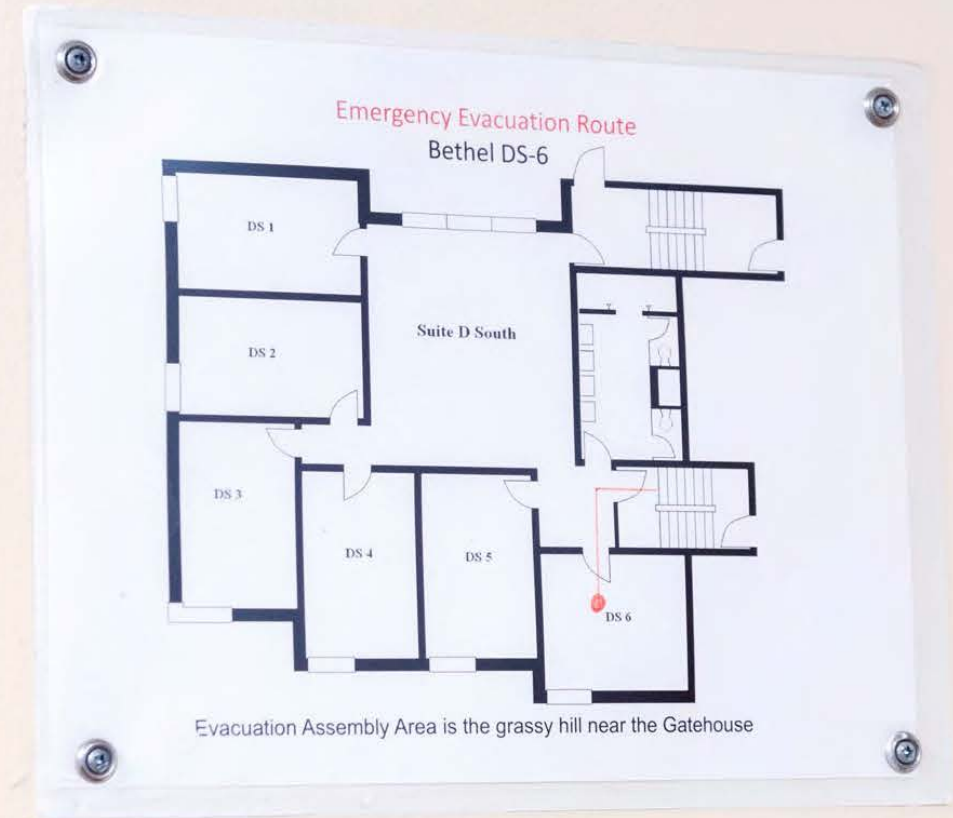 Emergency Evacuation Route
Bethel DS-6
DS 1
DS 2
Suite D South
DS 3
DS 4
DS 5
DS 6
Evacuation Assembly Area is the grassy hill near the Gatehouse